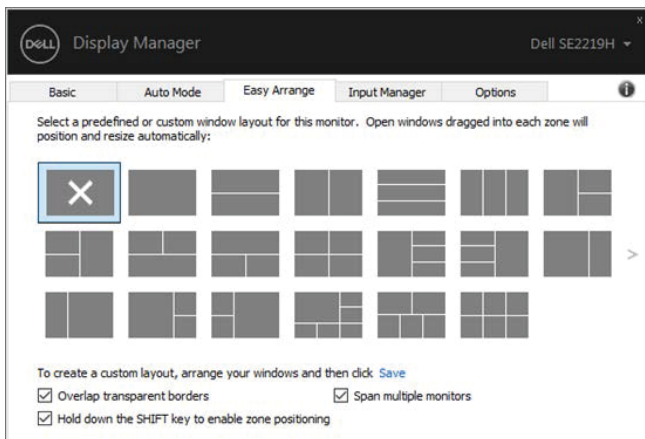 x
DELL Display Manager Dell SE2219H
Basic Auto Mode Easy Arrange Input Manager Options i
Select a predefined or custom window layout for this monitor. Open windows dragged into each zone will
position and resize automatically:
>
To create a custom layout, arrange your windows and then click Save
Overlap transparent borders Span multiple monitors
Hold down the SHIFT key to enable zone positioning